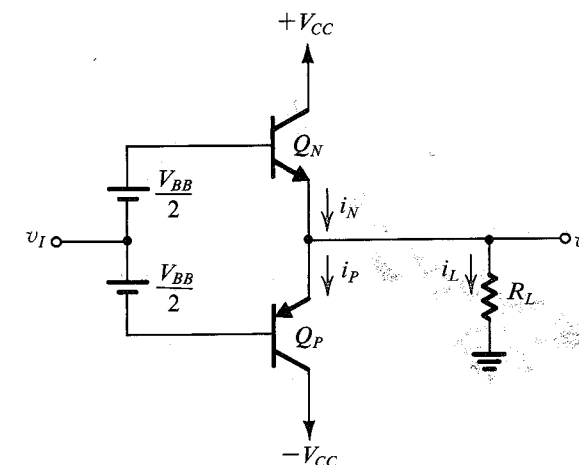 +V_CC
Q_N
V_BB
2
i_N
v_I
V_BB
2
i_P
i_L
R_L
Q_P
−V_CC